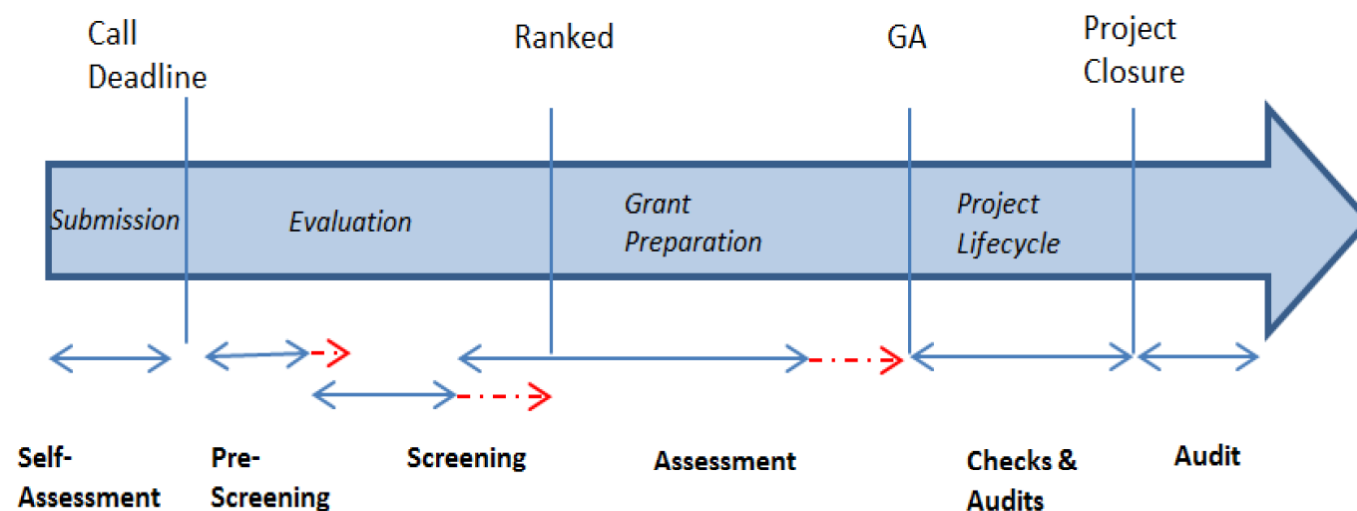 Call
Deadline
Ranked
GA
Project
Closure
Submission
Evaluation
Grant
Preparation
Project
Lifecycle
Self-
Assessment
Pre-
Screening
Screening
Assessment
Checks &
Audits
Audit